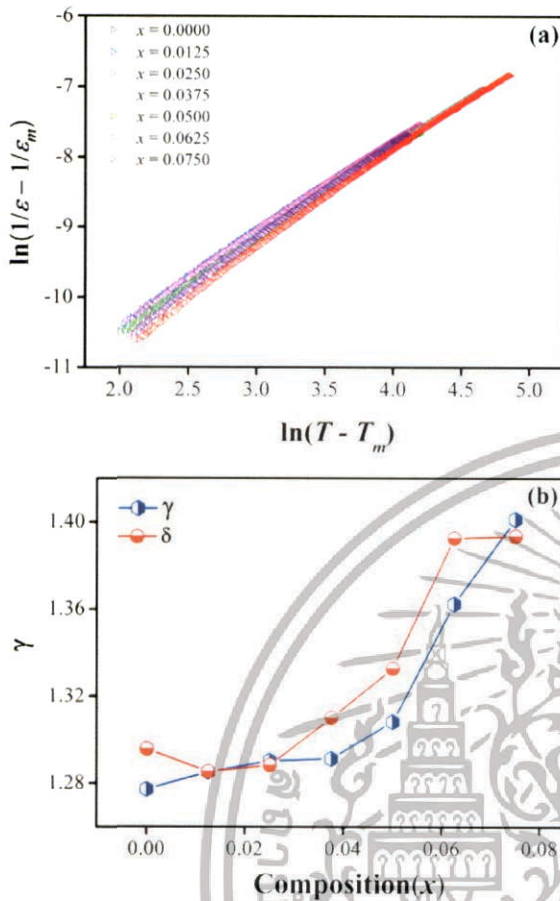 (a)
x = 0.0000
x = 0.0125
x = 0.0250
x = 0.0375
x = 0.0500
x = 0.0625
x = 0.0750
ln(1/ε − 1/εm)
-6
-7
-8
-9
-10
-11
2.0 2.5 3.0 3.5 4.0 4.5 5.0
ln(T - Tm)
(b)
γ
δ
γ
1.40
1.36
1.32
1.28
0.00 0.02 0.04 0.06 0.08
Composition(x)